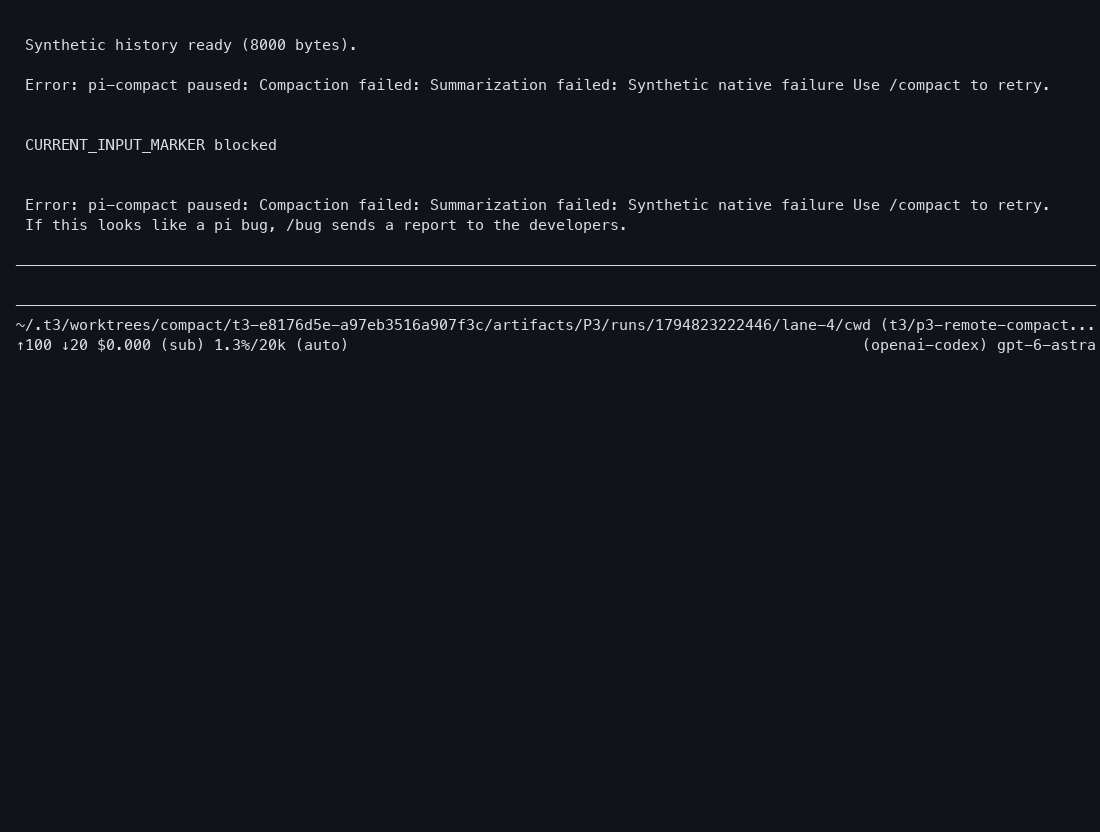 Synthetic history ready (8000 bytes).
Error: pi-compact paused: Compaction failed: Summarization failed: Synthetic native failure Use /compact to retry.
CURRENT_INPUT_MARKER blocked
Error: pi-compact paused: Compaction failed: Summarization failed: Synthetic native failure Use /compact to retry.
If this looks like a pi bug, /bug sends a report to the developers.
~/.t3/worktrees/compact/t3-e8176d5e-a97eb3516a907f3c/artifacts/P3/runs/1794823222446/lane-4/cwd (t3/p3-remote-compact...
↑100 ↓20 $0.000 (sub) 1.3%/20k (auto) (openai-codex) gpt-6-astra